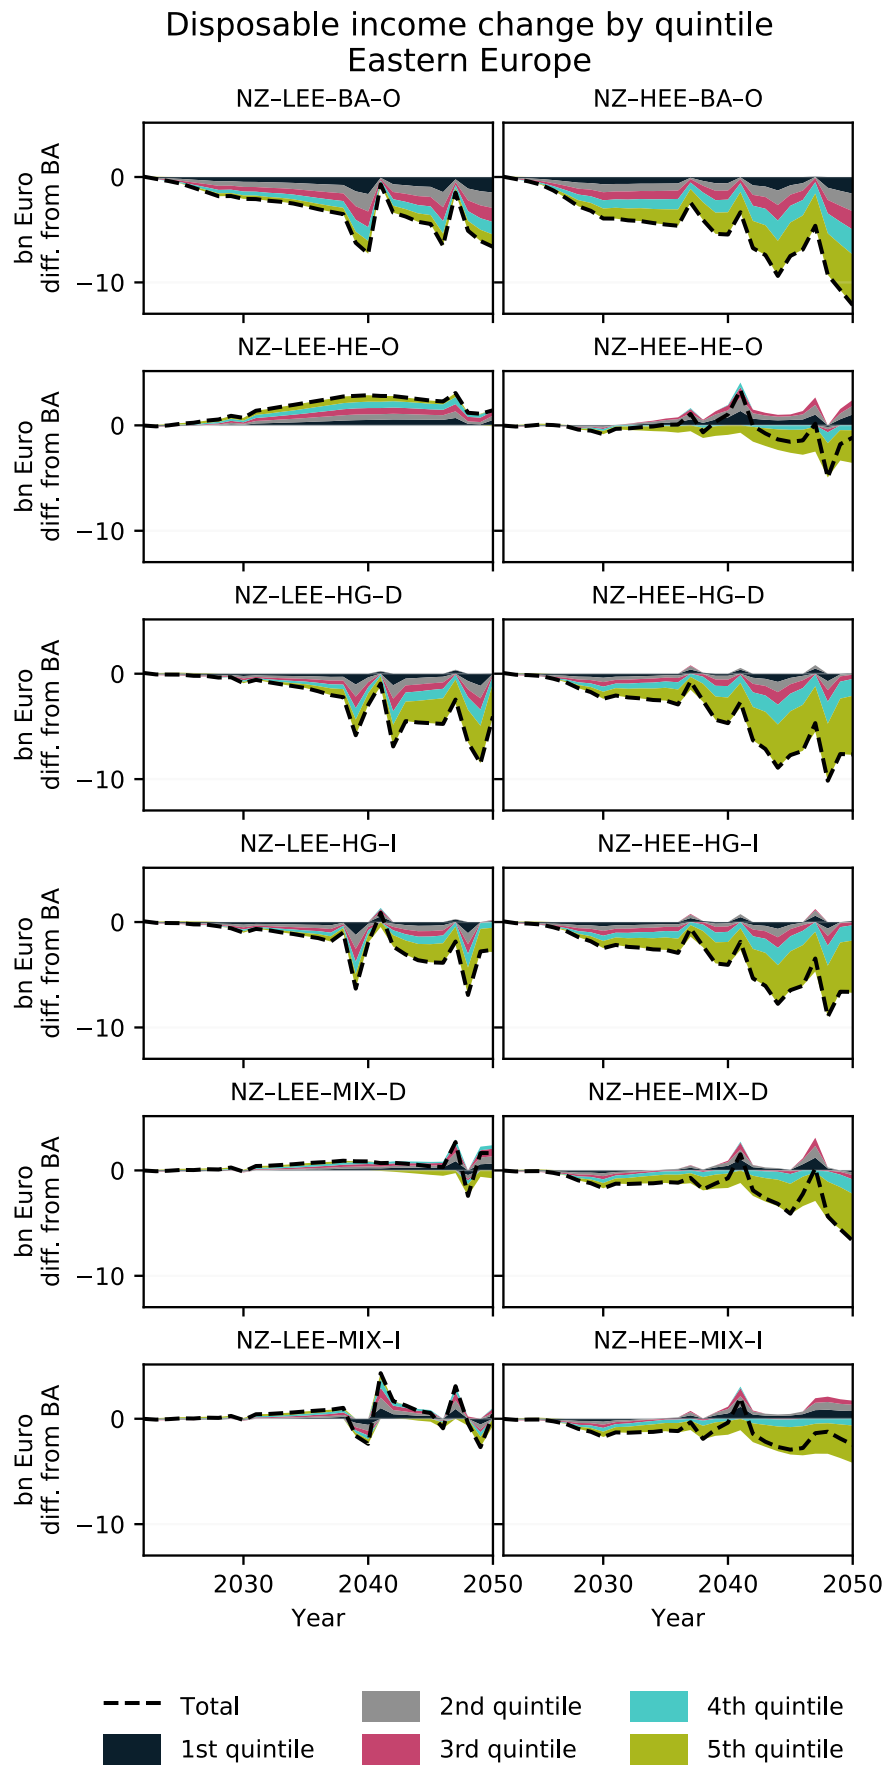 Disposable income change by quintile
Eastern Europe
NZ–LEE–BA–O
NZ–HEE–BA–O
bn Euro
diff. from BA
0
−10
NZ–LEE-HE–O
NZ–HEE–HE–O
bn Euro
diff. from BA
0
−10
NZ–LEE–HG–D
NZ–HEE–HG–D
bn Euro
diff. from BA
0
−10
NZ–LEE–HG–I
NZ–HEE–HG–I
bn Euro
diff. from BA
0
−10
NZ–LEE–MIX–D
NZ–HEE–MIX–D
bn Euro
diff. from BA
0
−10
NZ–LEE–MIX–I
NZ–HEE–MIX–I
bn Euro
diff. from BA
0
−10
2030 2040 2050 2030 2040 2050
Year Year
Total 2nd quintile 4th quintile
1st quintile 3rd quintile 5th quintile